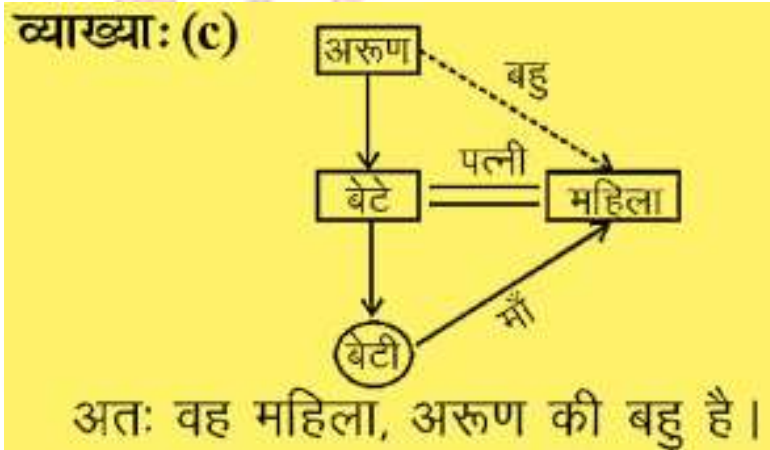 व्याख्याः (c)
अरूण
बहु
पत्नी
बेटे
महिला
माँ
बेटी
अतः वह महिला, अरूण की बहु है।